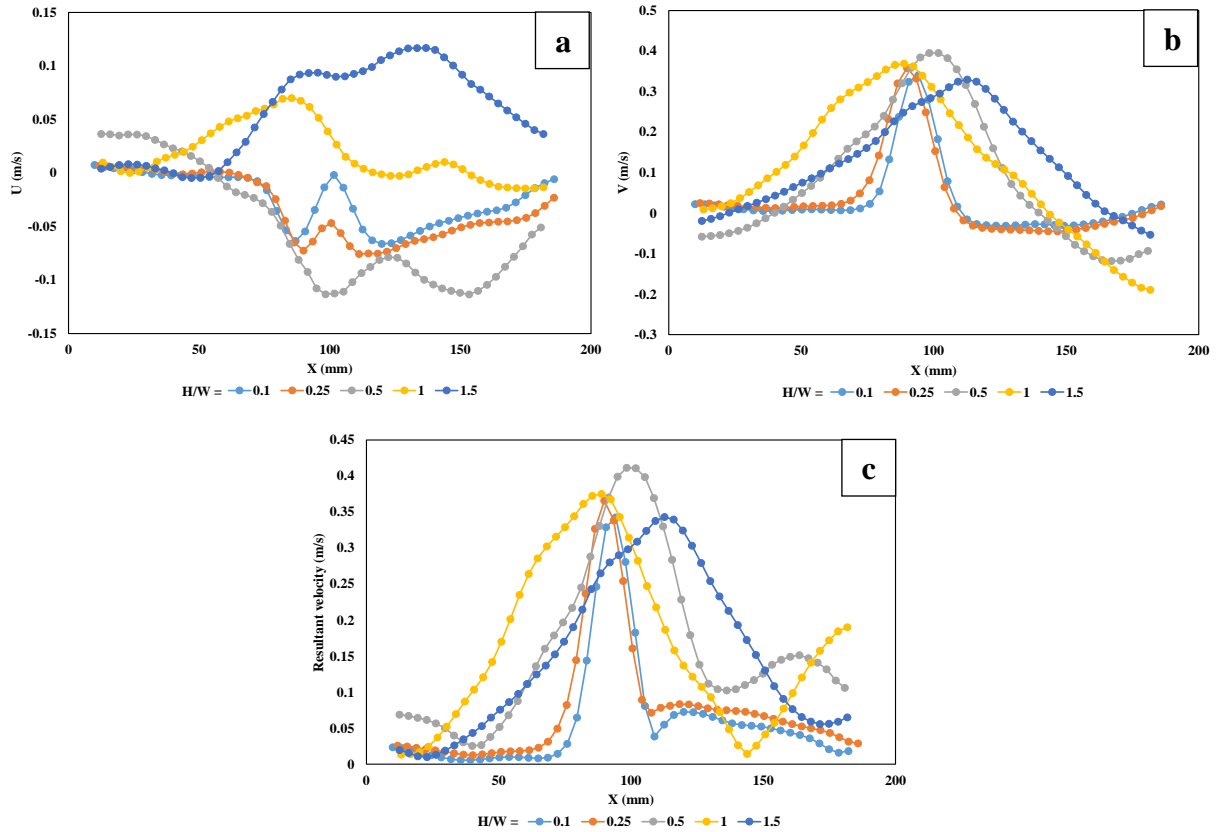 a
U (m/s)
0.15
0.1
0.05
0
-0.05
-0.1
-0.15
0 50 100 150 200
X (mm)
H/W = 0.1 0.25 0.5 1 1.5
b
V (m/s)
0.5
0.4
0.3
0.2
0.1
0
-0.1
-0.2
-0.3
0 50 100 150 200
X (mm)
H/W = 0.1 0.25 0.5 1 1.5
c
Resultant velocity (m/s)
0.45
0.4
0.35
0.3
0.25
0.2
0.15
0.1
0.05
0
0 50 100 150 200
X (mm)
H/W = 0.1 0.25 0.5 1 1.5